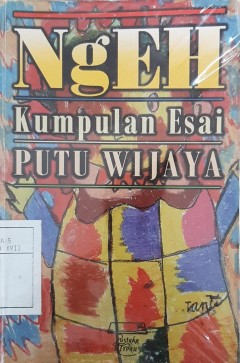 NgEH
Kumpulan Esai
PUTU WIJAYA